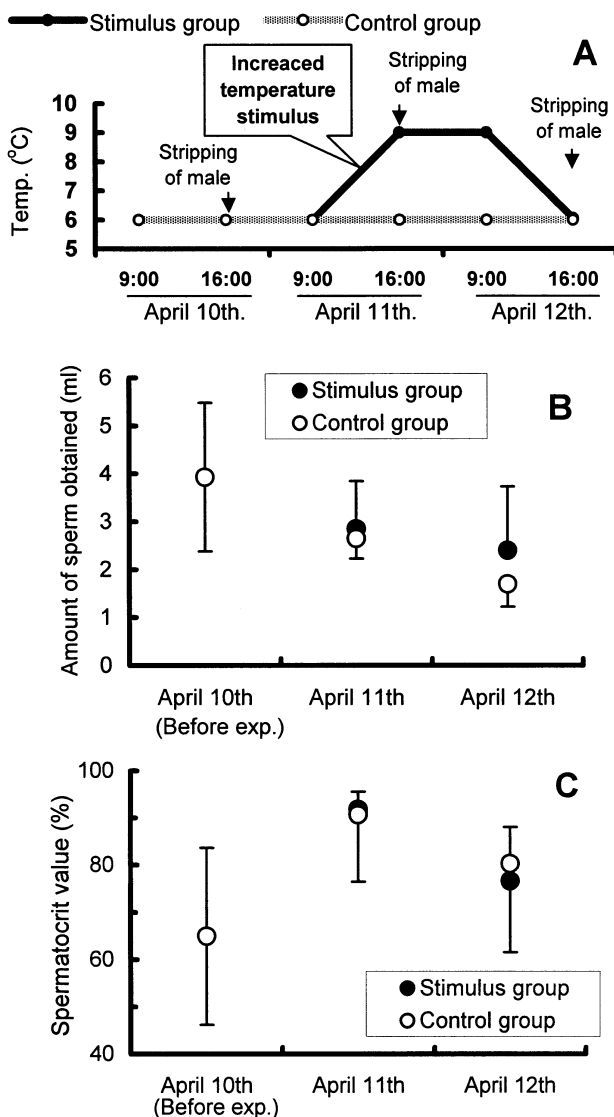 Stimulus group Control group
A
Increaced
temperature
stimulus
Stripping
of male
Stripping
of male
Stripping
of male
Temp. (°C)
10
9
8
7
6
5
9:00 16:00 9:00 16:00 9:00 16:00
April 10th. April 11th. April 12th.
B
Amount of sperm obtained (ml)
6
5
4
3
2
1
0
Stimulus group
Control group
April 10th April 11th April 12th
(Before exp.)
C
Spermatocrit value (%)
100
80
60
40
Stimulus group
Control group
April 10th April 11th April 12th
(Before exp.)